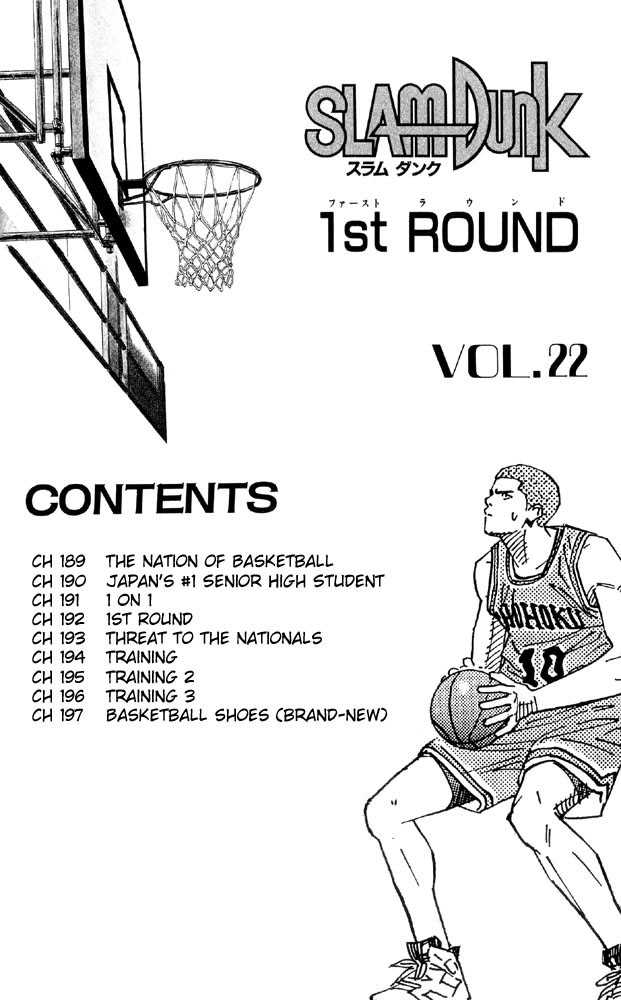 SLAM DUNK
スラム ダンク
ファースト ラウンド
1st ROUND
VOL.22
CONTENTS
CH 189 THE NATION OF BASKETBALL
CH 190 JAPAN'S #1 SENIOR HIGH STUDENT
CH 191 1 ON 1
CH 192 1ST ROUND
CH 193 THREAT TO THE NATIONALS
CH 194 TRAINING
CH 195 TRAINING 2
CH 196 TRAINING 3
CH 197 BASKETBALL SHOES (BRAND-NEW)
SHOHOKU
10